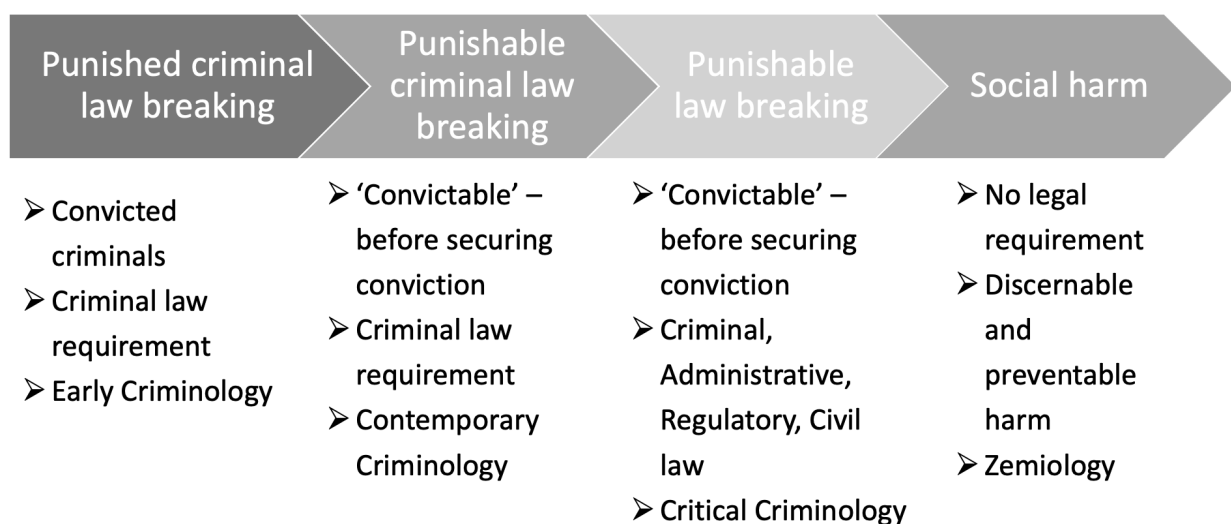 Punished criminal
law breaking
Punishable
criminal law
breaking
Punishable
law breaking
Social harm
➢ Convicted
criminals
➢ Criminal law
requirement
➢ Early Criminology
➢ ‘Convictable’ –
before securing
conviction
➢ Criminal law
requirement
➢ Contemporary
Criminology
➢ ‘Convictable’ –
before securing
conviction
➢ Criminal,
Administrative,
Regulatory, Civil
law
➢ Critical Criminology
➢ No legal
requirement
➢ Discernable
and
preventable
harm
➢ Zemiology